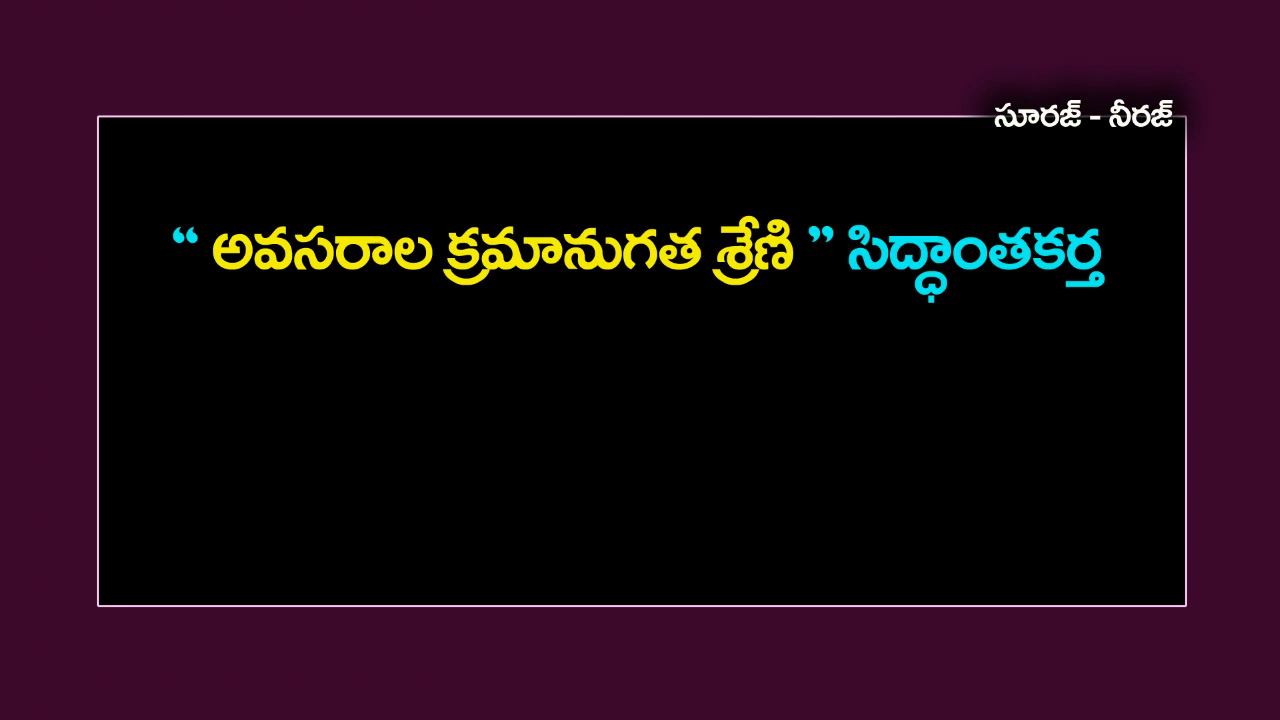 సూరజ్ - నీరజ్
“ అవసరాల క్రమానుగత శ్రేణి ” సిద్ధాంతకర్త